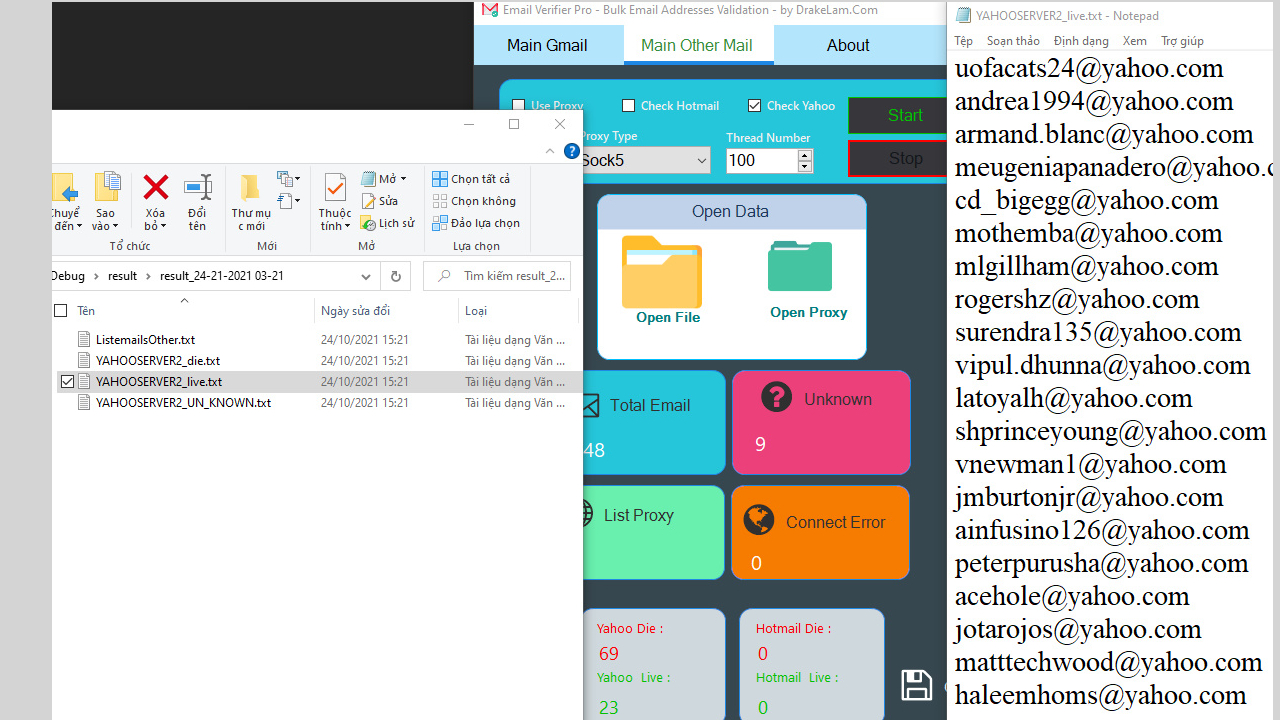 Email Verifier Pro - Bulk Email Addresses Validation - by DrakeLam.Com
Main Gmail
Main Other Mail
About
Use Proxy
Check Hotmail
Check Yahoo
Start
Proxy Type
Thread Number
Sock5
100
Stop
Open Data
Open File
Open Proxy
Total Email
48
Unknown
9
List Proxy
Connect Error
0
Yahoo Die :
69
Yahoo Live :
23
Hotmail Die :
0
Hotmail Live :
0
Chuyể
đến
Sao
vào
Xóa
bỏ
Đổi
tên
Tổ chức
Thư mụ
c mới
Mới
Thuộc
tính
Mở
Sửa
Lịch sử
Mở
Chọn tất cả
Chọn không
Đảo lựa chọn
Lựa chọn
Debug › result › result_24-21-2021 03-21
Tìm kiếm result_2...
Tên
Ngày sửa đổi
Loại
ListemailsOther.txt 24/10/2021 15:21 Tài liệu dạng Văn ...
YAHOOSERVER2_die.txt 24/10/2021 15:21 Tài liệu dạng Văn ...
YAHOOSERVER2_live.txt 24/10/2021 15:21 Tài liệu dạng Văn ...
YAHOOSERVER2_UN_KNOWN.txt 24/10/2021 15:21 Tài liệu dạng Văn ...
YAHOOSERVER2_live.txt - Notepad
Tệp Soạn thảo Định dạng Xem Trợ giúp
uofacats24@yahoo.com
andrea1994@yahoo.com
armand.blanc@yahoo.com
meugeniapanadero@yahoo.c
cd_bigegg@yahoo.com
mothemba@yahoo.com
mlgillham@yahoo.com
rogershz@yahoo.com
surendra135@yahoo.com
vipul.dhunna@yahoo.com
latoyalh@yahoo.com
shprinceyoung@yahoo.com
vnewman1@yahoo.com
jmburtonjr@yahoo.com
ainfusino126@yahoo.com
peterpurusha@yahoo.com
acehole@yahoo.com
jotarojos@yahoo.com
matttechwood@yahoo.com
haleemhoms@yahoo.com